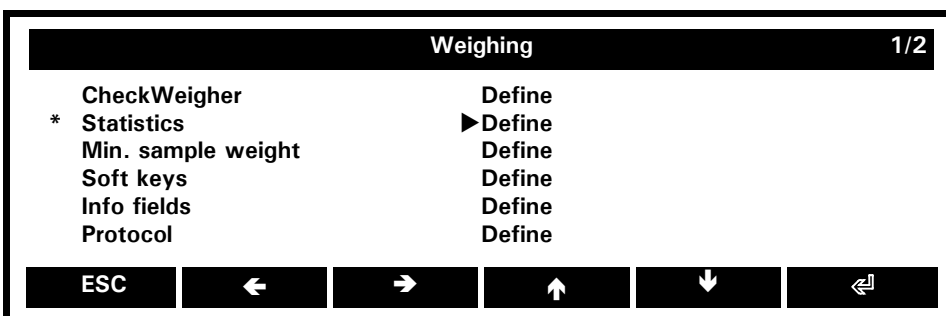 Weighing 1/2
CheckWeigher Define
* Statistics ▶Define
Min. sample weight Define
Soft keys Define
Info fields Define
Protocol Define
ESC ← → ↑ ↓ ↵